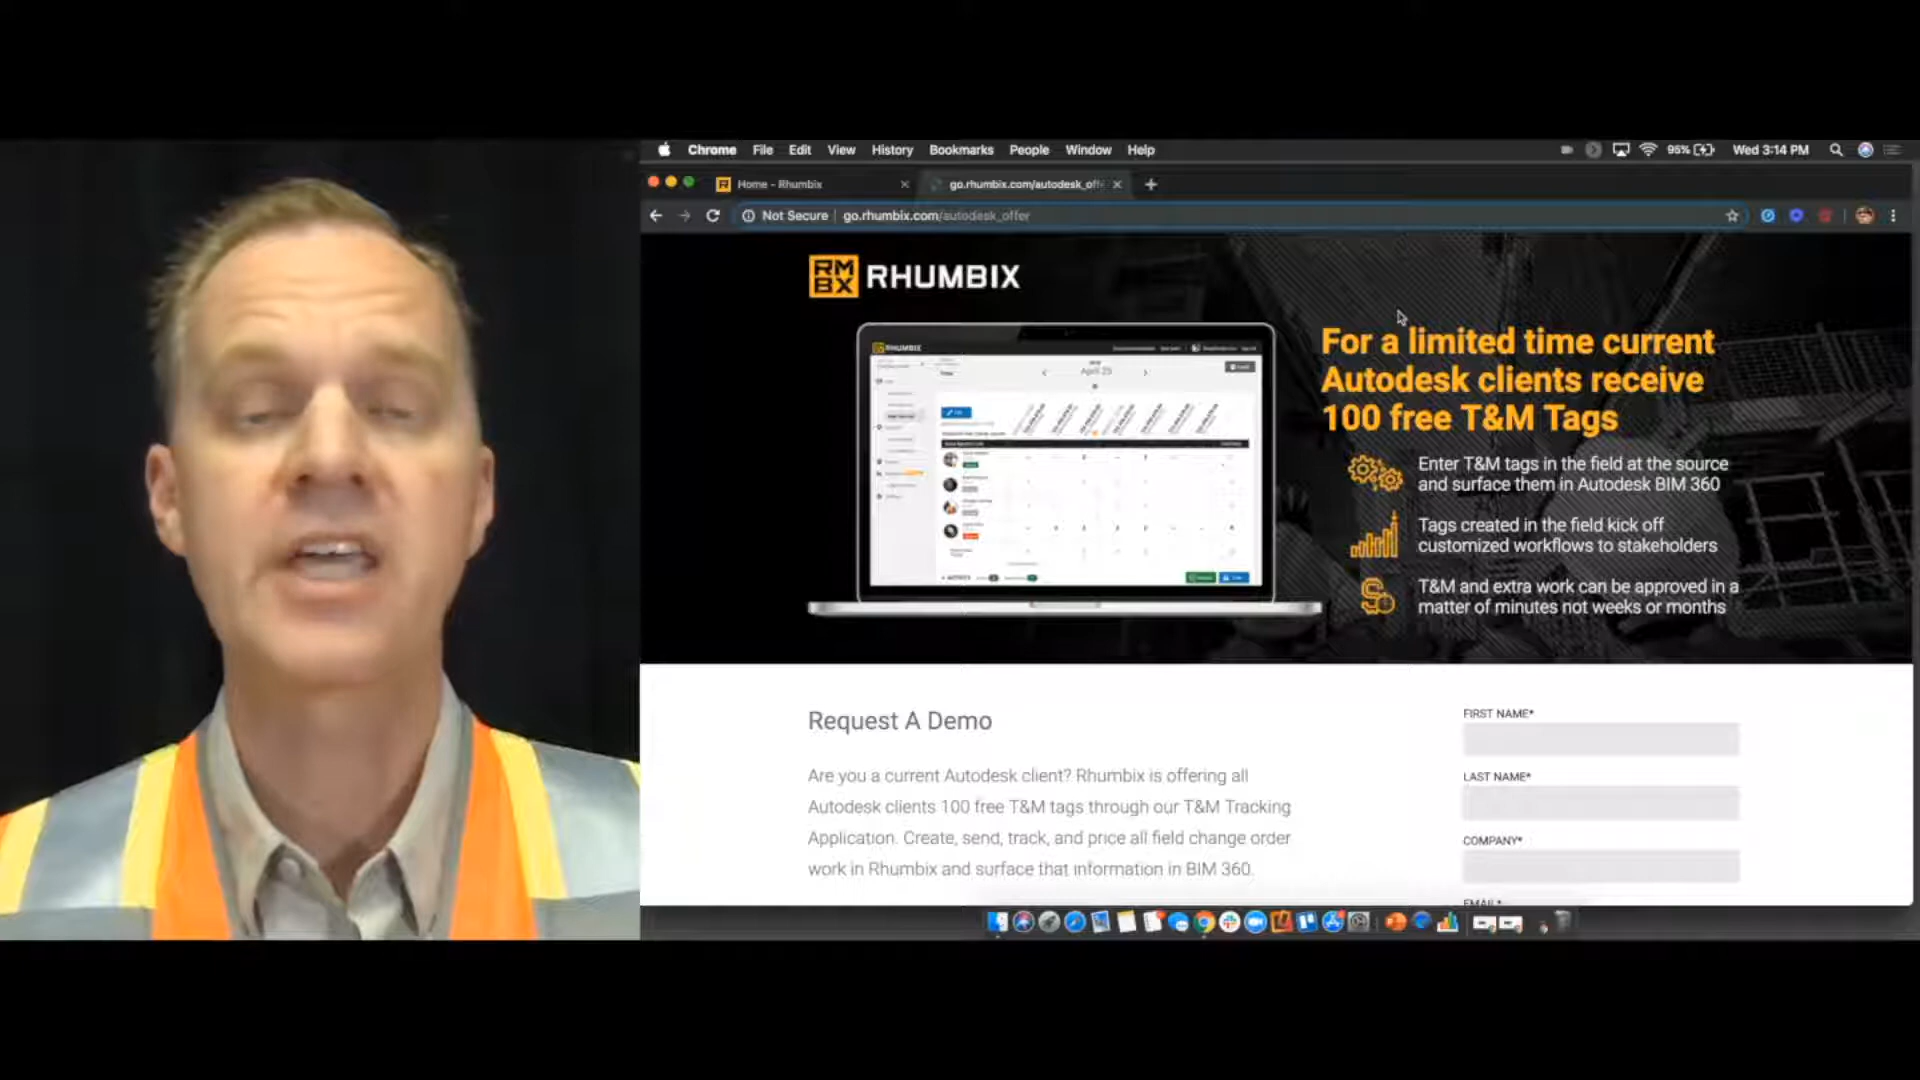 Chrome File Edit View History Bookmarks People Window Help
95% Wed 3:14 PM
Home - Rhumbix
go.rhumbix.com/autodesk_off
Not Secure | go.rhumbix.com/autodesk_offer
RM
BX
RHUMBIX
For a limited time current
Autodesk clients receive
100 free T&M Tags
RHUMBIX
April 25
Enter T&M tags in the field at the source
and surface them in Autodesk BIM 360
Tags created in the field kick off
customized workflows to stakeholders
T&M and extra work can be approved in a
matter of minutes not weeks or months
Request A Demo
Are you a current Autodesk client? Rhumbix is offering all
Autodesk clients 100 free T&M tags through our T&M Tracking
Application. Create, send, track, and price all field change order
work in Rhumbix and surface that information in BIM 360.
FIRST NAME*
LAST NAME*
COMPANY*
EMAIL*